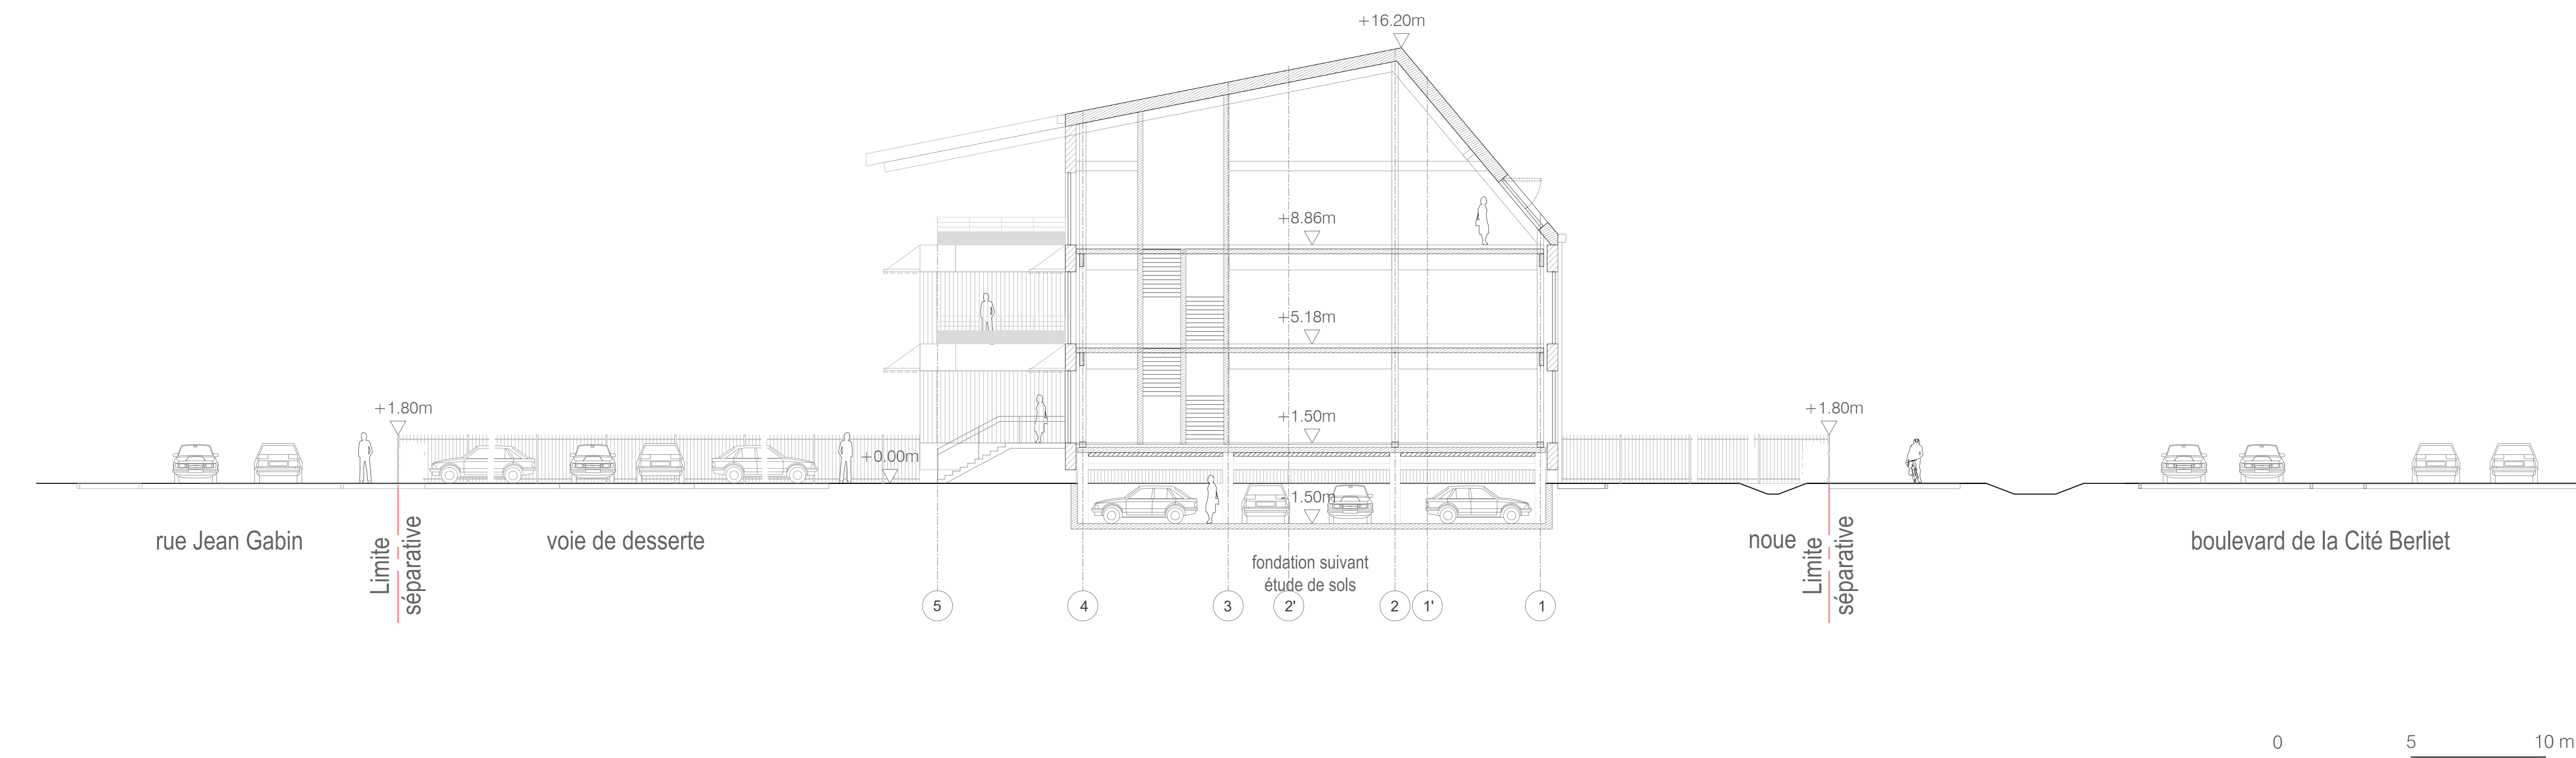 +16.20m
+8.86m
+5.18m
+1.50m
+1.80m
+1.80m
+0.00m
1.50m
rue Jean Gabin
Limite
séparative
voie de desserte
fondation suivant
étude de sols
noue
Limite
séparative
boulevard de la Cité Berliet
5
4
3
2'
2
1'
1
0 5 10 m